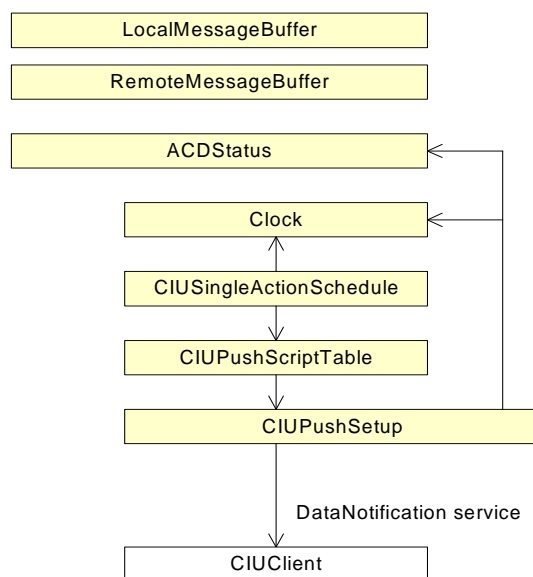 LocalMessageBuffer
RemoteMessageBuffer
ACDStatus
Clock
CIUSingleActionSchedule
CIUPushScriptTable
CIUPushSetup
DataNotification service
CIUClient